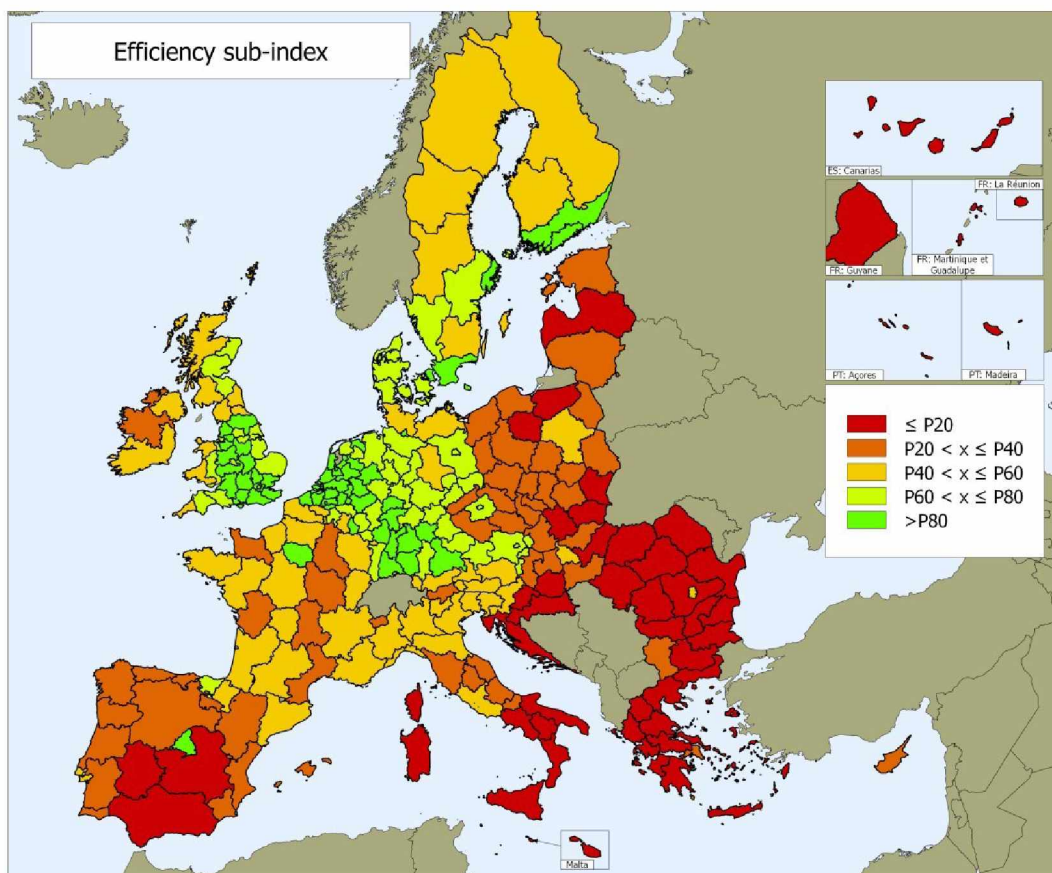 Efficiency sub-index
ES: Canarias
FR: La Réunion
FR: Guyane
FR: Martinique et
Guadalupe
PT: Açores
PT: Madeira
≤ P20
P20 < x ≤ P40
P40 < x ≤ P60
P60 < x ≤ P80
>P80
Malta